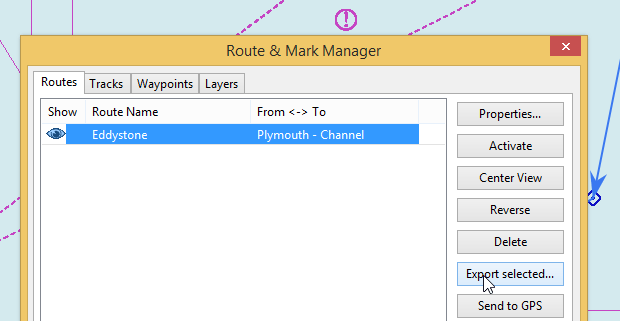 Route & Mark Manager
Routes Tracks Waypoints Layers
Show Route Name From <-> To
Eddystone Plymouth - Channel
Properties...
Activate
Center View
Reverse
Delete
Export selected...
Send to GPS